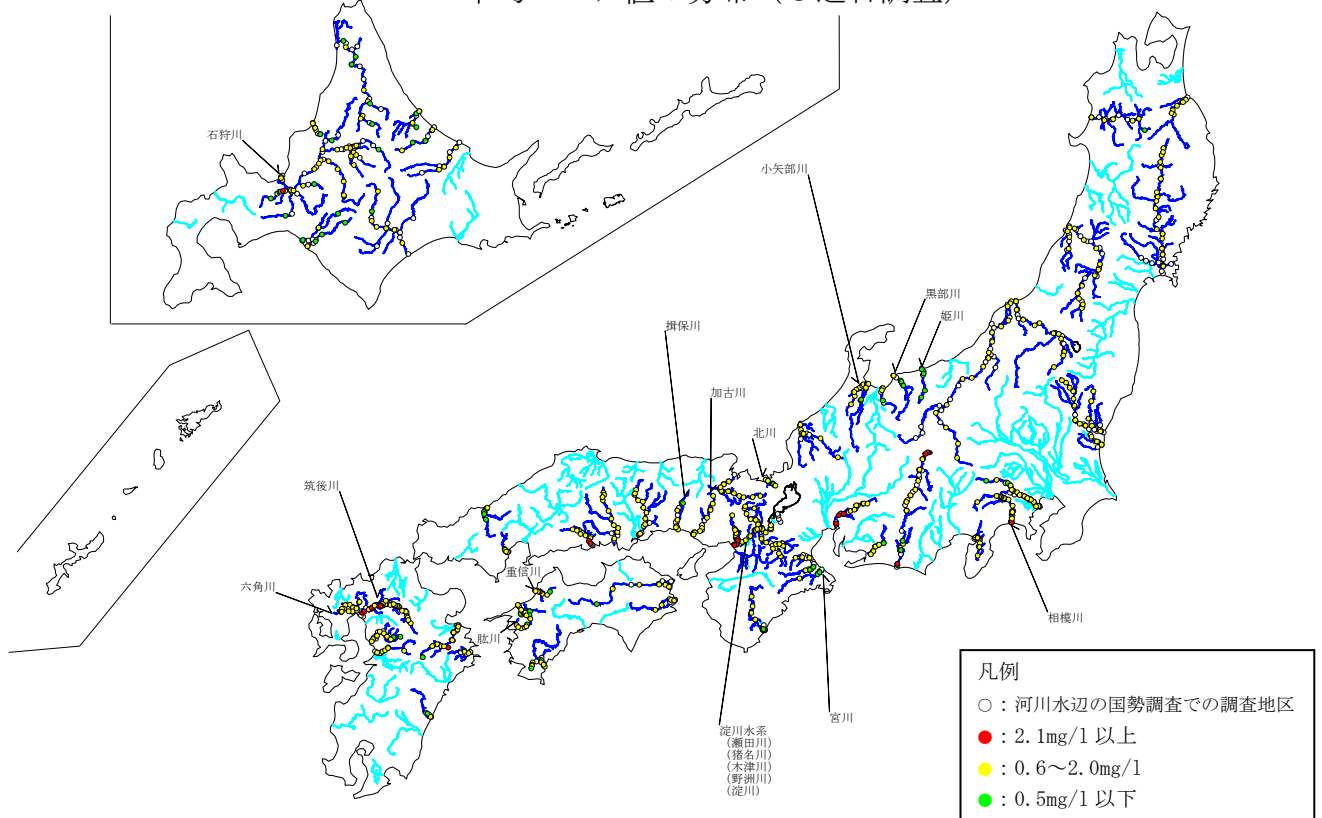 石狩川
小矢部川
黒部川
姫川
揖保川
加古川
北川
筑後川
六角川
重信川
肱川
相模川
宮川
淀川水系
(瀬田川)
(猪名川)
(木津川)
(野洲川)
(淀川)
凡例
○：河川水辺の国勢調査での調査地区
●：2.1mg/l 以上
●：0.6～2.0mg/l
●：0.5mg/l 以下